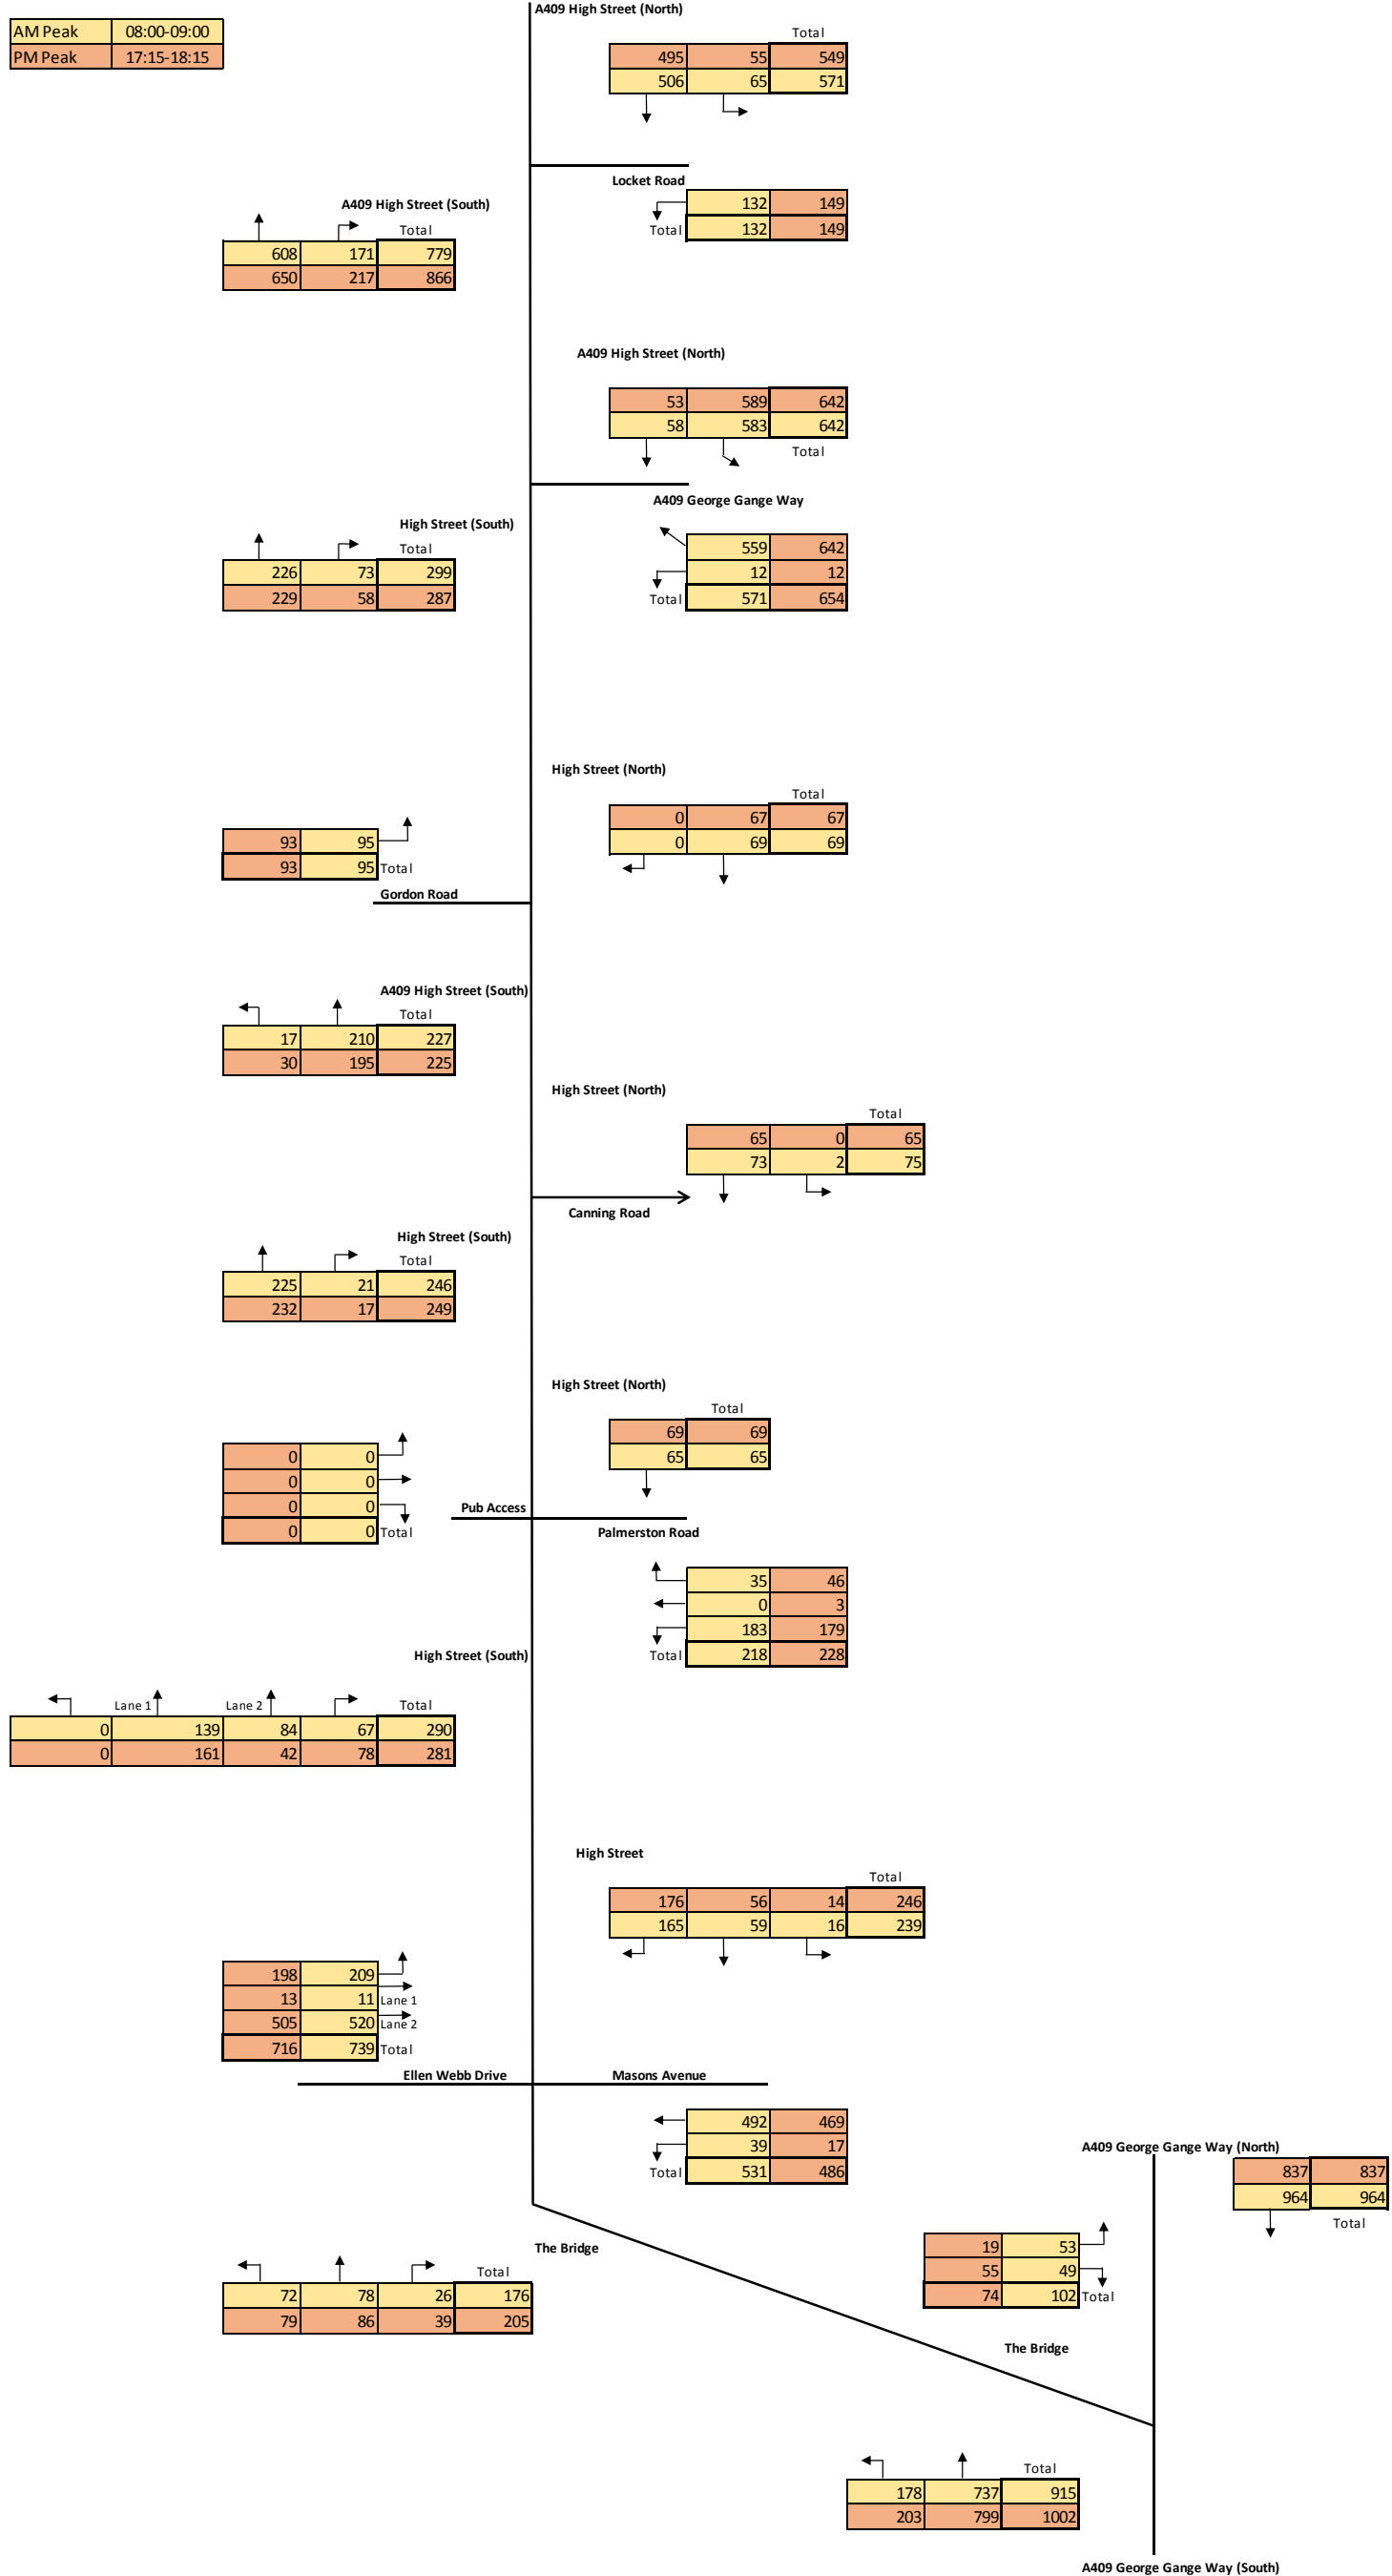 A409 High Street (North)
AM Peak 08:00-09:00
PM Peak 17:15-18:15
Total
495 55 549
506 65 571
Locket Road
132 149
Total 132 149
A409 High Street (South)
Total
608 171 779
650 217 866
A409 High Street (North)
53 589 642
58 583 642
Total
A409 George Gange Way
High Street (South)
Total
226 73 299
229 58 287
559 642
12 12
Total 571 654
High Street (North)
Total
0 67 67
0 69 69
93 95
93 95 Total
Gordon Road
A409 High Street (South)
Total
17 210 227
30 195 225
High Street (North)
Total
65 0 65
73 2 75
Canning Road
High Street (South)
Total
225 21 246
232 17 249
High Street (North)
Total
69 69
65 65
0 0
0 0
0 0
0 0 Total
Pub Access
Palmerston Road
35 46
0 3
183 179
Total 218 228
High Street (South)
Lane 1 Lane 2 Total
0 139 84 67 290
0 161 42 78 281
High Street
Total
176 56 14 246
165 59 16 239
198 209
13 11 Lane 1
505 520 Lane 2
716 739 Total
Ellen Webb Drive Masons Avenue
492 469
39 17
Total 531 486
A409 George Gange Way (North)
837 837
964 964
Total
The Bridge
19 53
55 49
74 102 Total
Total
72 78 26 176
79 86 39 205
The Bridge
Total
178 737 915
203 799 1002
A409 George Gange Way (South)